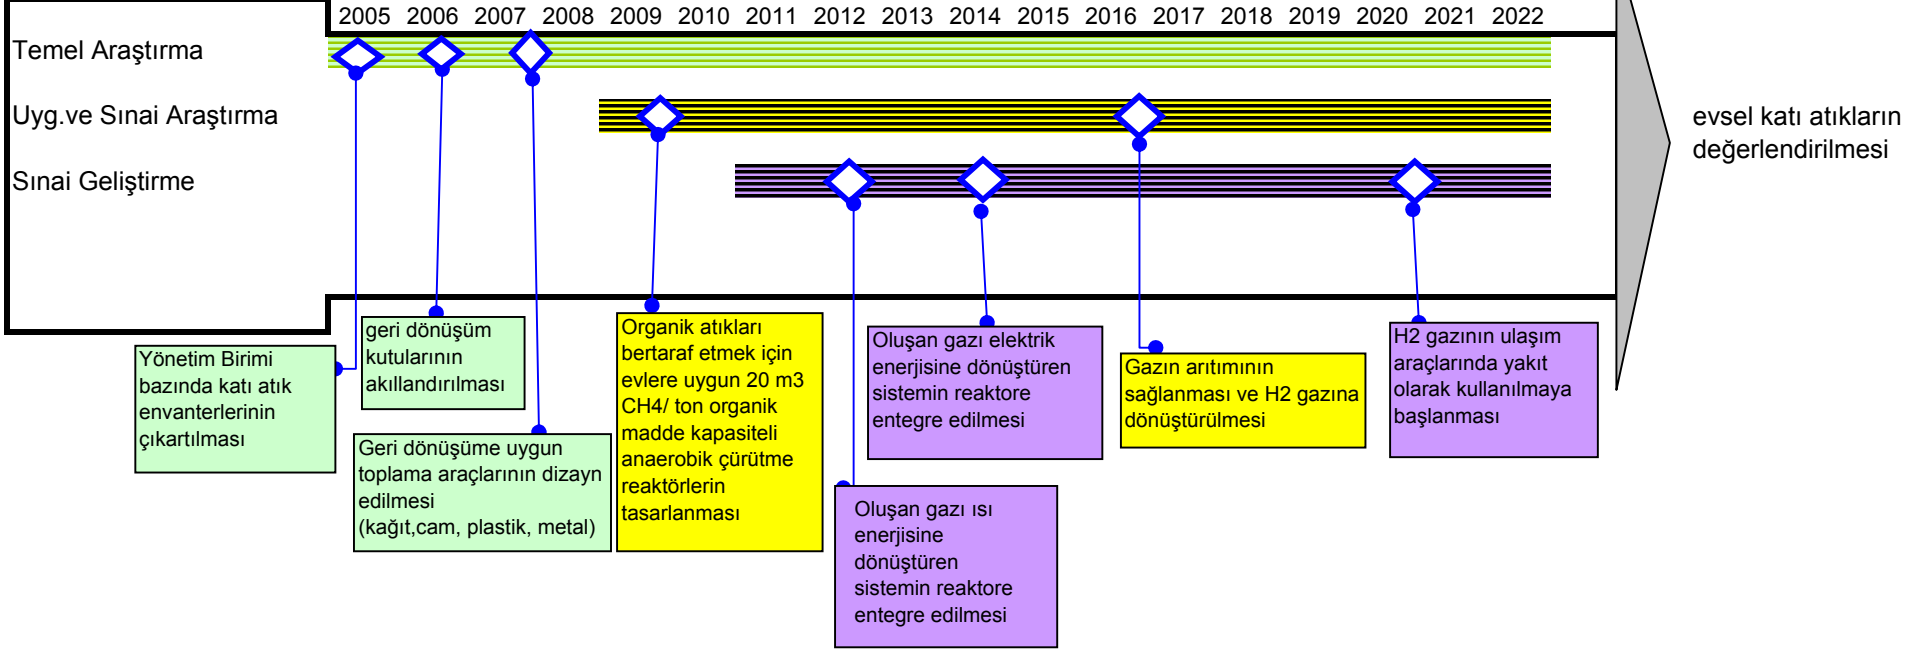 2005 2006 2007 2008 2009 2010 2011 2012 2013 2014 2015 2016 2017 2018 2019 2020 2021 2022
Temel Araştırma
Uyg.ve Sınai Araştırma
Sınai Geliştirme
evsel katı atıkların
değerlendirilmesi
Yönetim Birimi
bazında katı atık
envanterlerinin
çıkartılması
geri dönüşüm
kutularının
akıllandırılması
Geri dönüşüme uygun
toplama araçlarının dizayn
edilmesi
(kağıt,cam, plastik, metal)
Organik atıkları
bertaraf etmek için
evlere uygun 20 m3
CH4/ ton organik
madde kapasiteli
anaerobik çürütme
reaktörlerin
tasarlanması
Oluşan gazı ısı
enerjisine
dönüştüren
sistemin reaktore
entegre edilmesi
Oluşan gazı elektrik
enerjisine dönüştüren
sistemin reaktore
entegre edilmesi
Gazın arıtımının
sağlanması ve H2 gazına
dönüştürülmesi
H2 gazının ulaşım
araçlarında yakıt
olarak kullanılmaya
başlanması